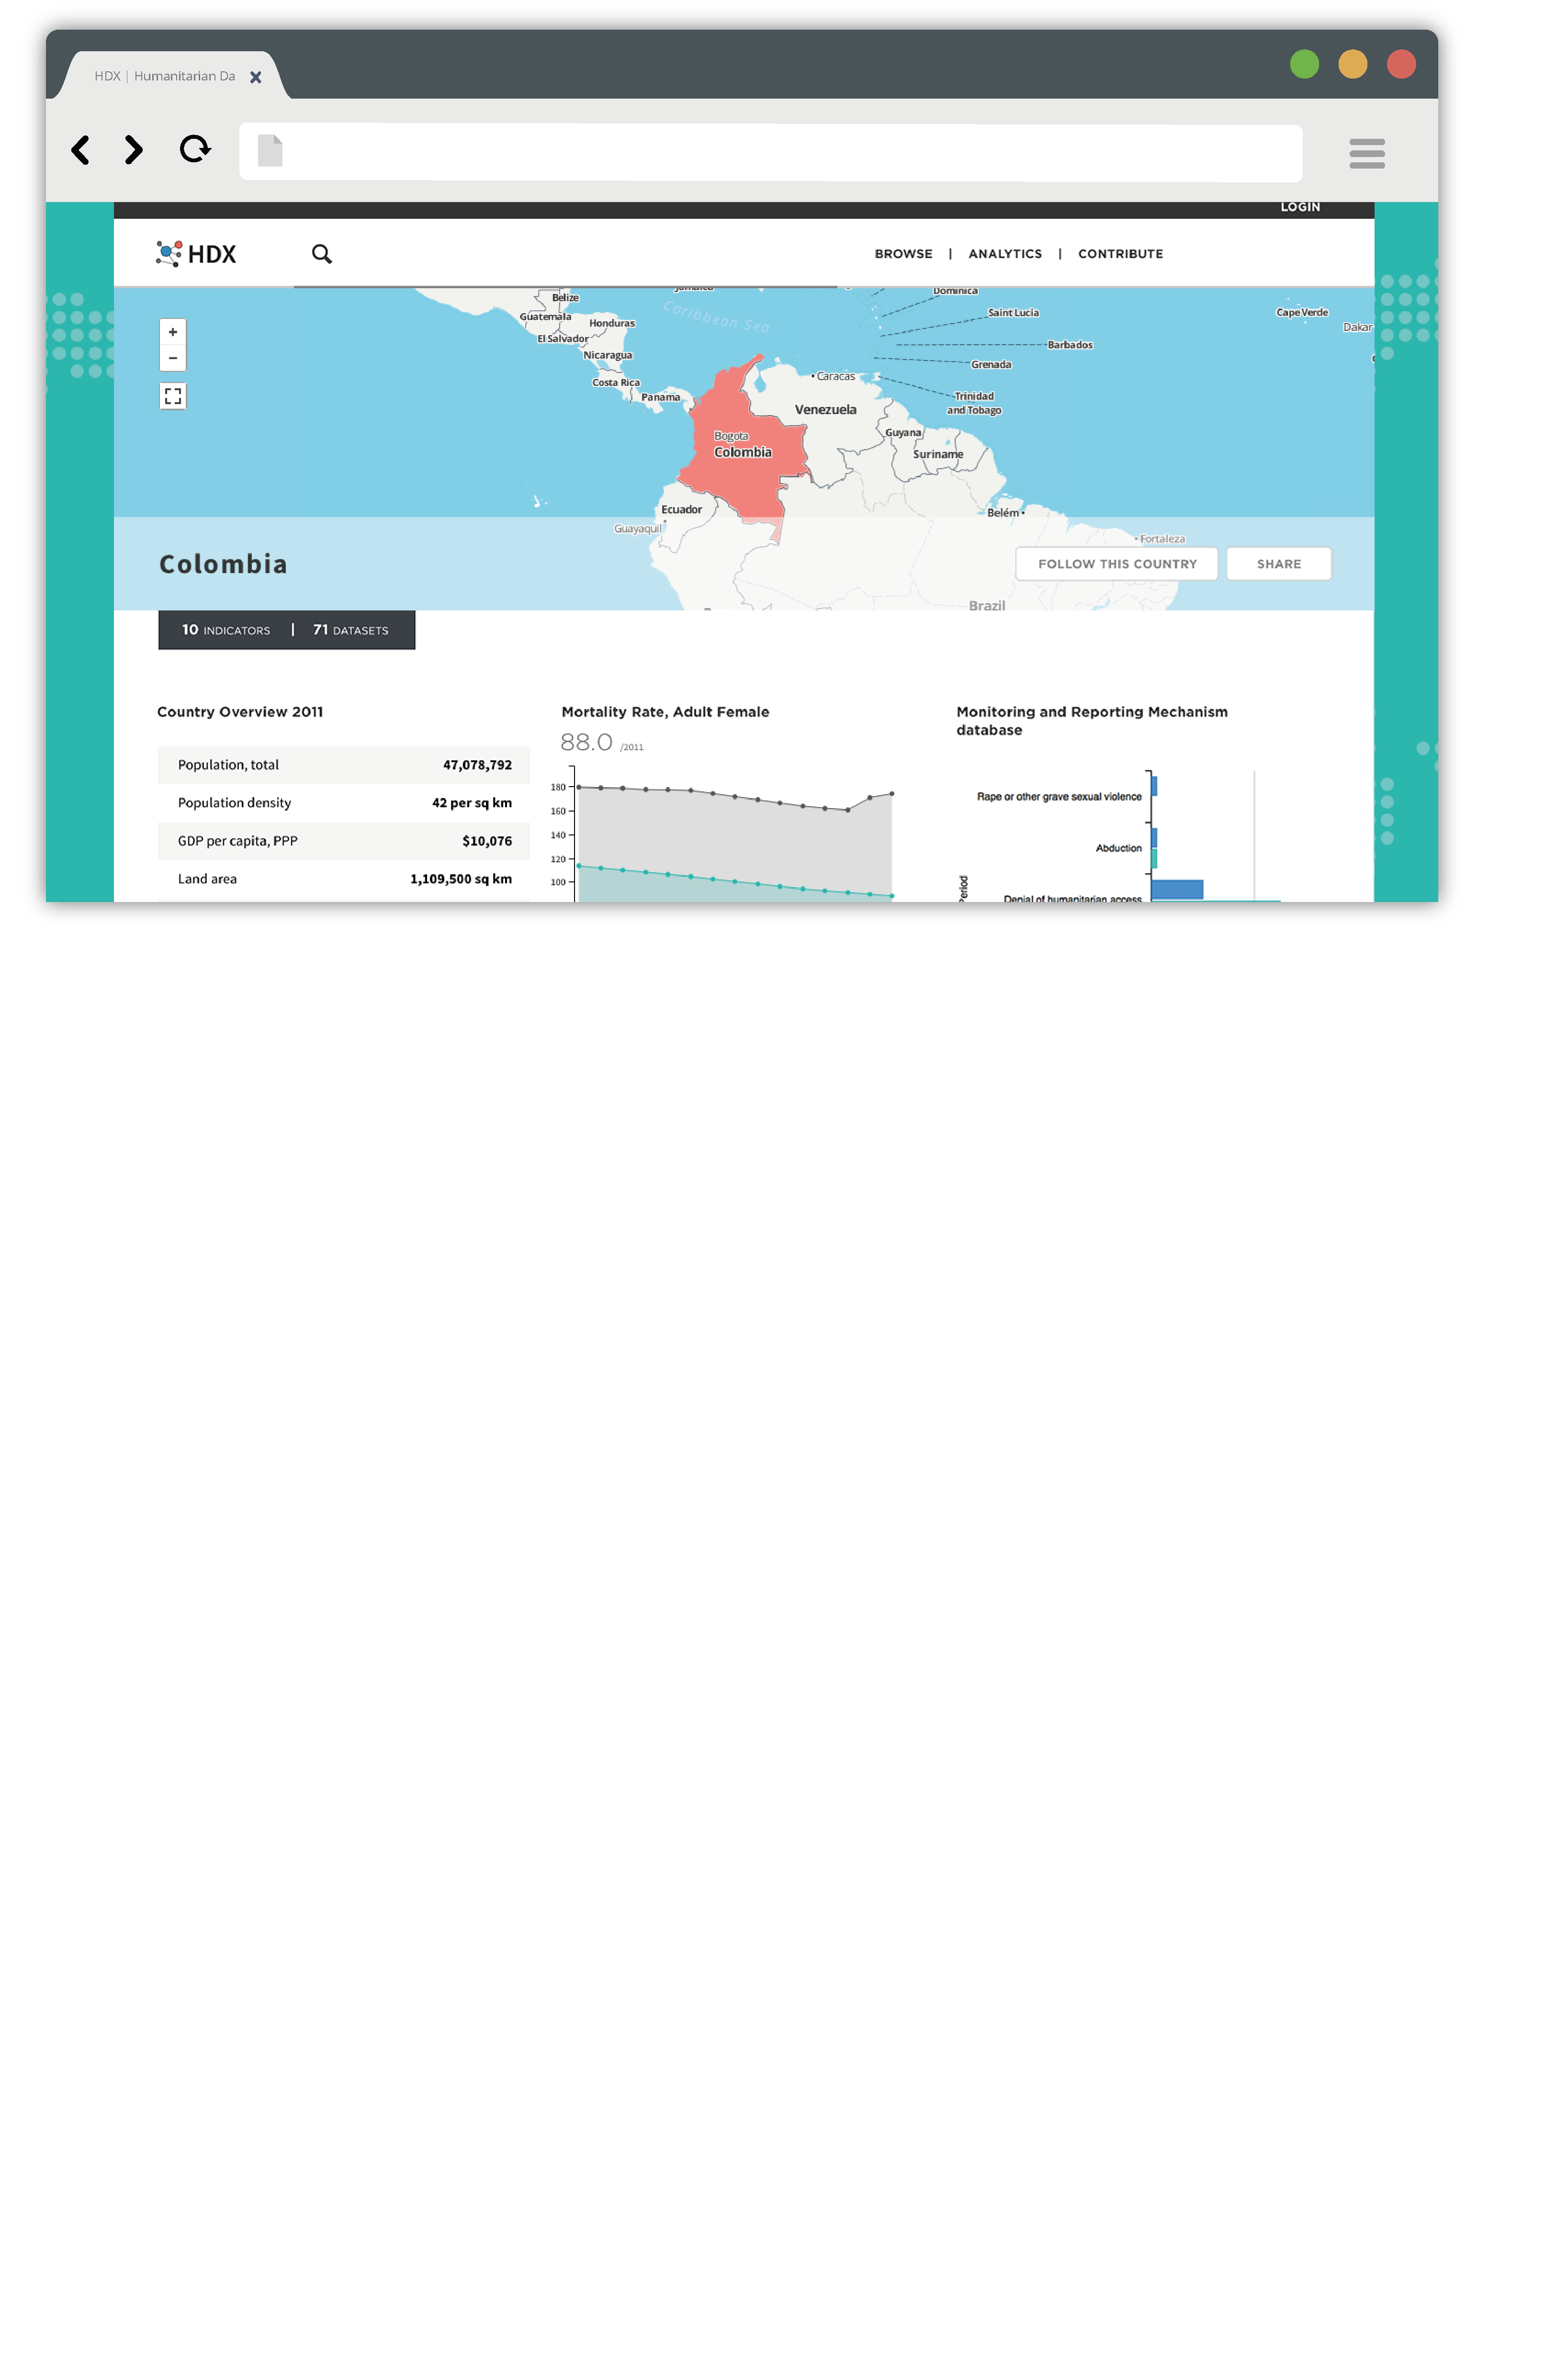 HDX | Humanitarian Da
LOGIN
HDX
BROWSE | ANALYTICS | CONTRIBUTE
Jamaica
Dominica
Belize
Caribbean Sea
Saint Lucia
Cape Verde
Guatemala
Honduras
Dakar
El Salvador
Barbados
Nicaragua
Grenada
Costa Rica
Caracas
Panama
Trinidad
and Tobago
Venezuela
Bogota
Guyana
Colombia
Suriname
Ecuador
Belém
Guayaquil
Fortaleza
Colombia
FOLLOW THIS COUNTRY
SHARE
Brazil
10 INDICATORS | 71 DATASETS
Country Overview 2011
Population, total 47,078,792
Population density 42 per sq km
GDP per capita, PPP $10,076
Land area 1,109,500 sq km
Mortality Rate, Adult Female
88.0 /2011
180
160
140
120
100
Monitoring and Reporting Mechanism
database
Rape or other grave sexual violence
Abduction
Denial of humanitarian access
Period